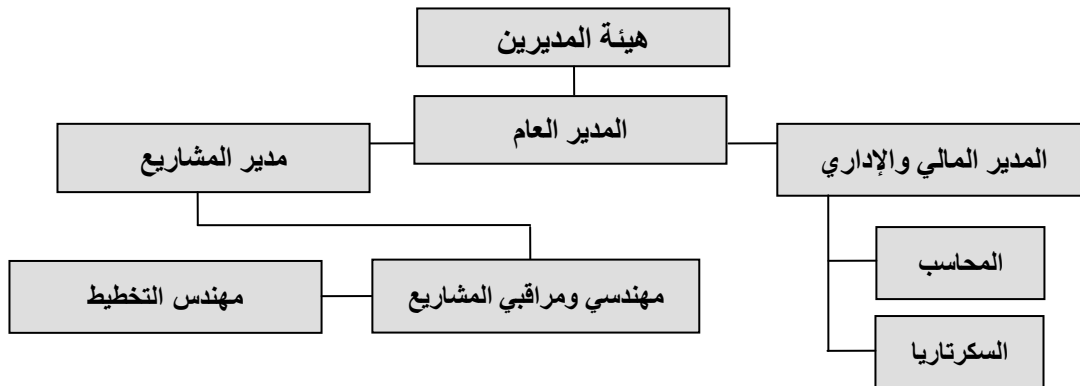 هيئة المديرين
المدير العام
المدير المالي والإداري
مدير المشاريع
المحاسب
مهندسي ومراقبي المشاريع
مهندس التخطيط
السكرتاريا